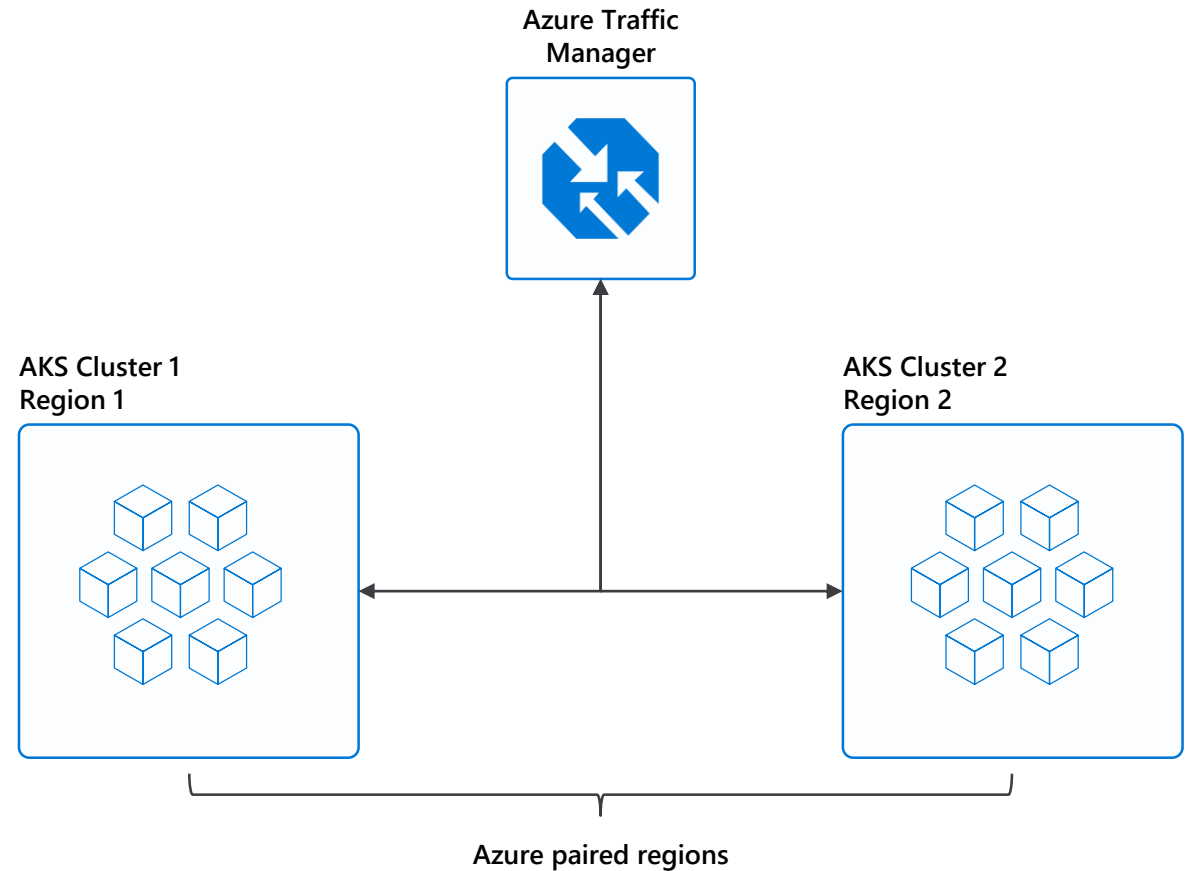 Azure Traffic
Manager
AKS Cluster 1
Region 1
AKS Cluster 2
Region 2
Azure paired regions